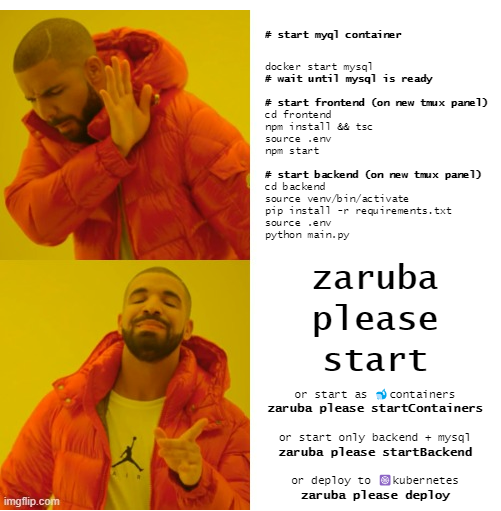 # start myql container
docker start mysql
# wait until mysql is ready
# start frontend (on new tmux panel)
cd frontend
npm install && tsc
source .env
npm start
# start backend (on new tmux panel)
cd backend
source venv/bin/activate
pip install -r requirements.txt
source .env
python main.py
zaruba
please
start
or start as 🐳containers
zaruba please startContainers
or start only backend + mysql
zaruba please startBackend
or deploy to ☸️kubernetes
zaruba please deploy
imgflip.com